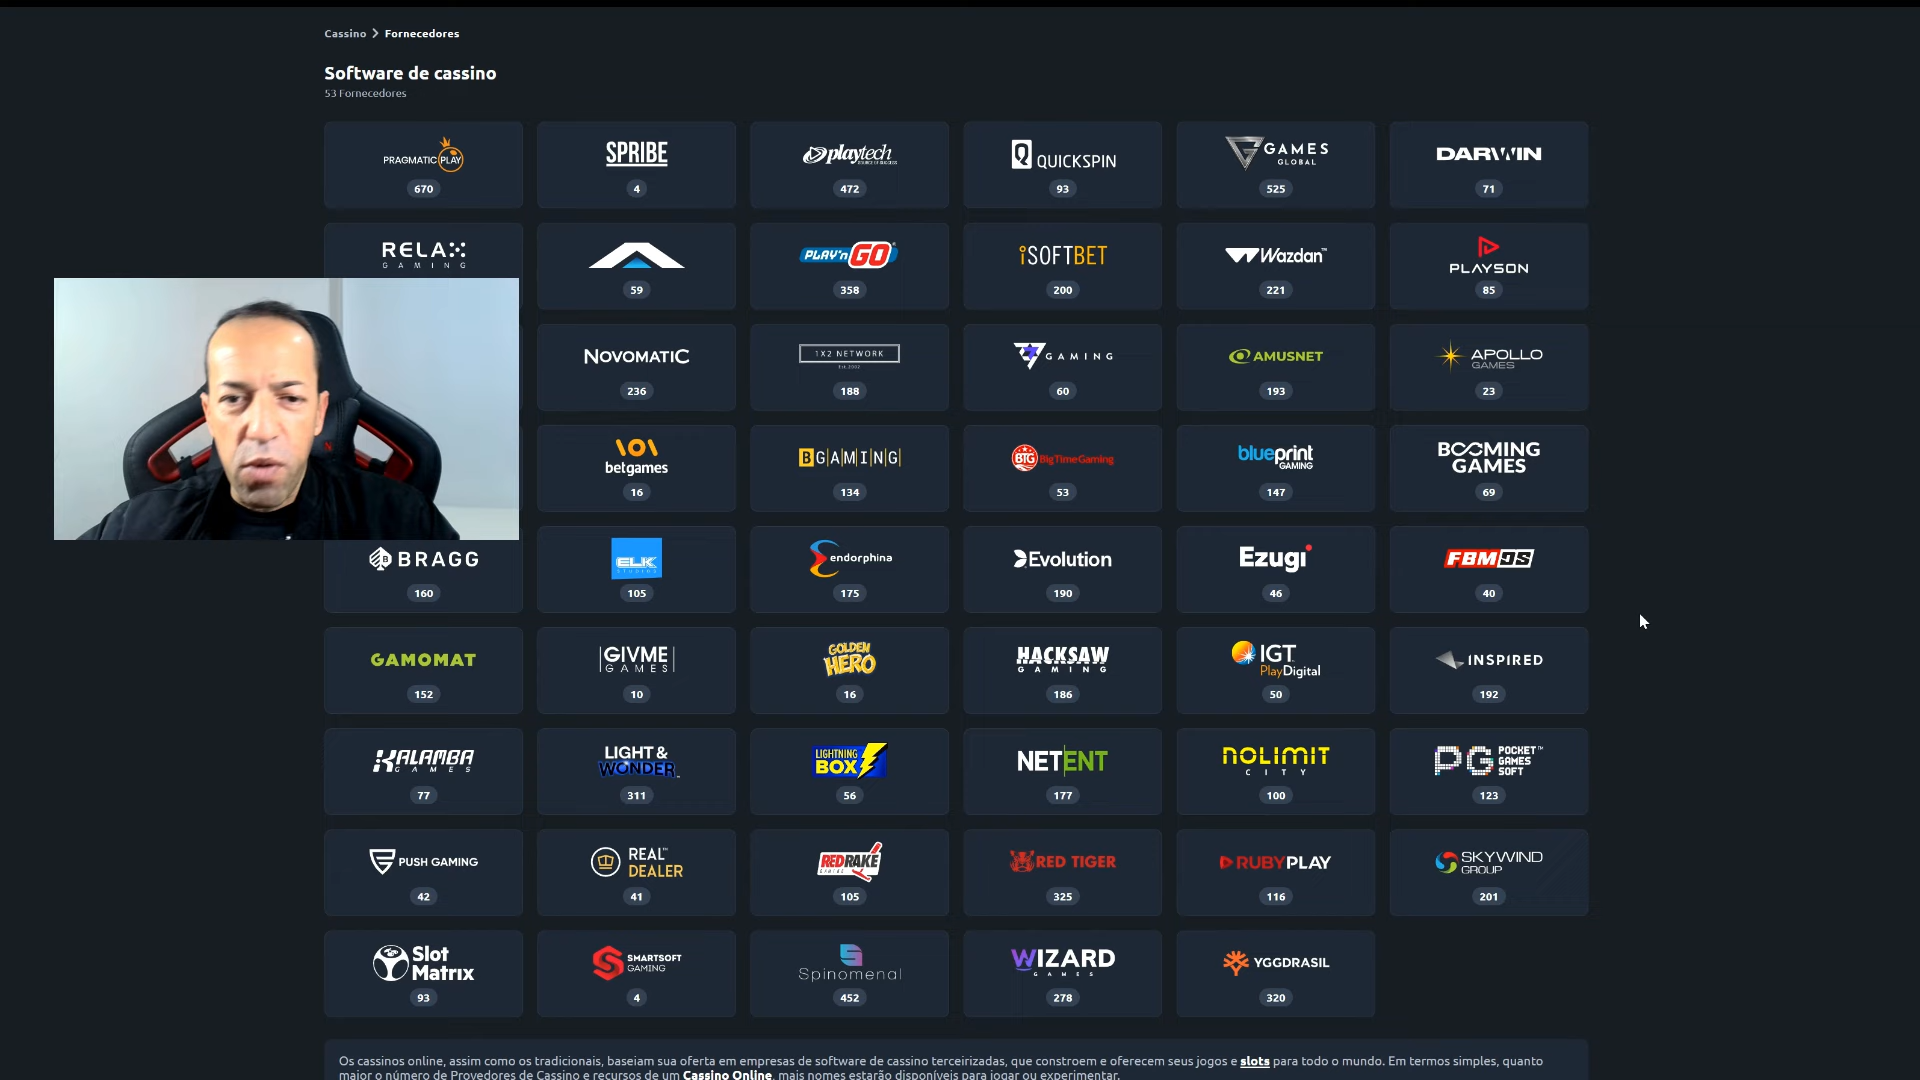 Cassino > Fornecedores
Software de cassino
53 Fornecedores
PRAGMATIC PLAY
670
SPRIBE
4
playtech
472
QUICKSPIN
93
GAMES GLOBAL
525
DARWIN
71
RELAX GAMING
59
PLAY'n GO
358
iSOFTBET
200
Wazdan™
221
PLAYSON
85
NOVOMATIC
236
1X2 NETWORK
188
7 GAMING
60
AMUSNET
193
APOLLO GAMES
23
betgames
16
BGAMING
134
BTG BigTimeGaming
53
blueprint GAMING
147
BOOMING GAMES
69
BRAGG
160
ELK STUDIOS
105
endorphina
175
Evolution
190
Ezugi
46
FBMDS
40
GAMOMAT
152
GIVME GAMES
10
GOLDEN HERO
16
HACKSAW GAMING
186
IGT PlayDigital
50
INSPIRED
192
KALAMBA GAMES
77
LIGHT & WONDER
311
LIGHTNING BOX
56
NETENT
177
NOLIMIT CITY
100
PG POCKET GAMES SOFT™
123
PUSH GAMING
42
REAL™ DEALER
41
REDRAKE GAMING
105
RED TIGER
325
RUBYPLAY
116
SKYWIND GROUP
201
Slot Matrix
93
SMARTSOFT GAMING
4
Spinomenal
452
WIZARD GAMES
278
YGGDRASIL
320
Os cassinos online, assim como os tradicionais, baseiam sua oferta em empresas de software de cassino terceirizadas, que constroem e oferecem seus jogos e slots para todo o mundo. Em termos simples, quanto
maior o número de Provedores de Cassino e recursos de um Cassino Online, mais nomes estarão disponíveis para jogar ou experimentar.